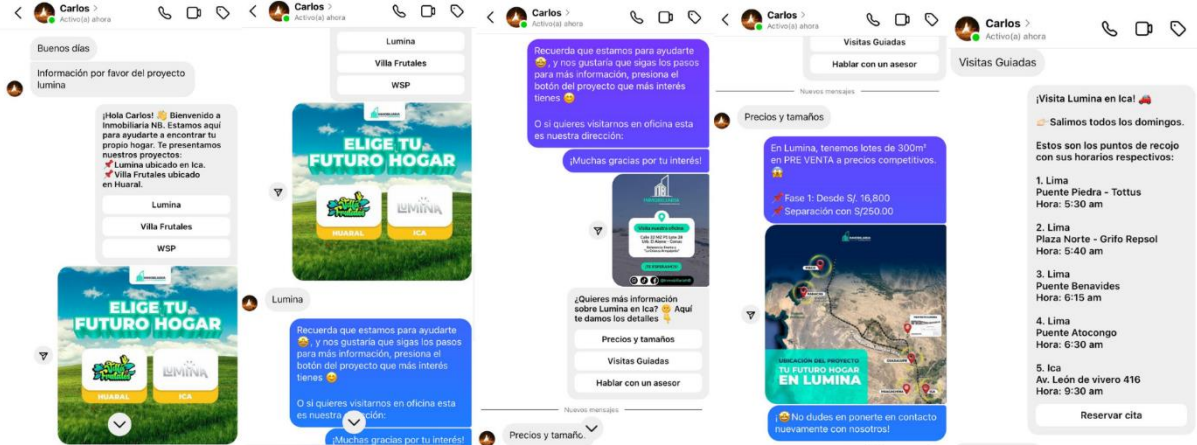 Carlos
Activo(a) ahora
Buenos días
Información por favor del proyecto
lumina
¡Hola Carlos! 👋 Bienvenido a
Inmobiliaria NB. Estamos aquí
para ayudarte a encontrar tu
propio hogar. Te presentamos
nuestros proyectos:
📌Lumina ubicado en Ica.
📌Villa Frutales ubicado
en Huaral.
Lumina
Villa Frutales
WSP
ELIGE TU
FUTURO HOGAR
Villa Frutales
LUMINA
HUARAL
ICA
Carlos
Activo(a) ahora
Lumina
Villa Frutales
WSP
ELIGE TU
FUTURO HOGAR
Villa Frutales
LUMINA
HUARAL
ICA
Lumina
Recuerda que estamos para ayudarte
🤩, y nos gustaría que sigas los pasos
para más información, presiona el
botón del proyecto que más interés
tienes 😊
O si quieres visitarnos en oficina esta
es nuestra dirección:
¡Muchas gracias por tu interés!
Carlos
Activo(a) ahora
Recuerda que estamos para ayudarte
🤩, y nos gustaría que sigas los pasos
para más información, presiona el
botón del proyecto que más interés
tienes 😊
O si quieres visitarnos en oficina esta
es nuestra dirección:
¡Muchas gracias por tu interés!
NB
INMOBILIARIA
Visita nuestra oficina
¿Quieres más información
sobre Lumina en Ica? 🤗 Aquí
te damos los detalles 👇
Precios y tamaños
Visitas Guiadas
Hablar con un asesor
Nuevos mensajes
Precios y tamaño
Carlos
Activo(a) ahora
Visitas Guiadas
Hablar con un asesor
Nuevos mensajes
Precios y tamaños
En Lumina, tenemos lotes de 300m²
en PRE VENTA a precios competitivos.
😱
📌Fase 1: Desde S/. 16,800
📌Separación con S/250.00
UBICACIÓN DEL PROYECTO
TU FUTURO HOGAR
EN LUMINA
¡🤩No dudes en ponerte en contacto
nuevamente con nosotros!
Carlos
Activo(a) ahora
Visitas Guiadas
¡Visita Lumina en Ica! 🚗
👉Salimos todos los domingos.
Estos son los puntos de recojo
con sus horarios respectivos:
1. Lima
Puente Piedra - Tottus
Hora: 5:30 am
2. Lima
Plaza Norte - Grifo Repsol
Hora: 5:40 am
3. Lima
Puente Benavides
Hora: 6:15 am
4. Lima
Puente Atocongo
Hora: 6:30 am
5. Ica
Av. León de vivero 416
Hora: 9:30 am
Reservar cita